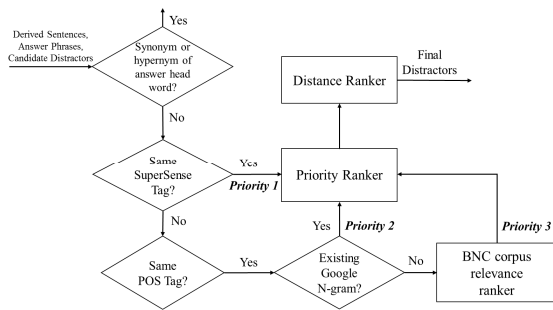 Derived Sentences,
Answer Phrases,
Candidate Distractors
Yes
Synonym or
hypernym of
answer head
word?
No
Same
SuperSense
Tag?
Yes
Priority 1
No
Same
POS Tag?
Yes
Existing
Google
N-gram?
Yes
Priority 2
No
BNC corpus
relevance
ranker
Priority 3
Priority Ranker
Distance Ranker
Final
Distractors